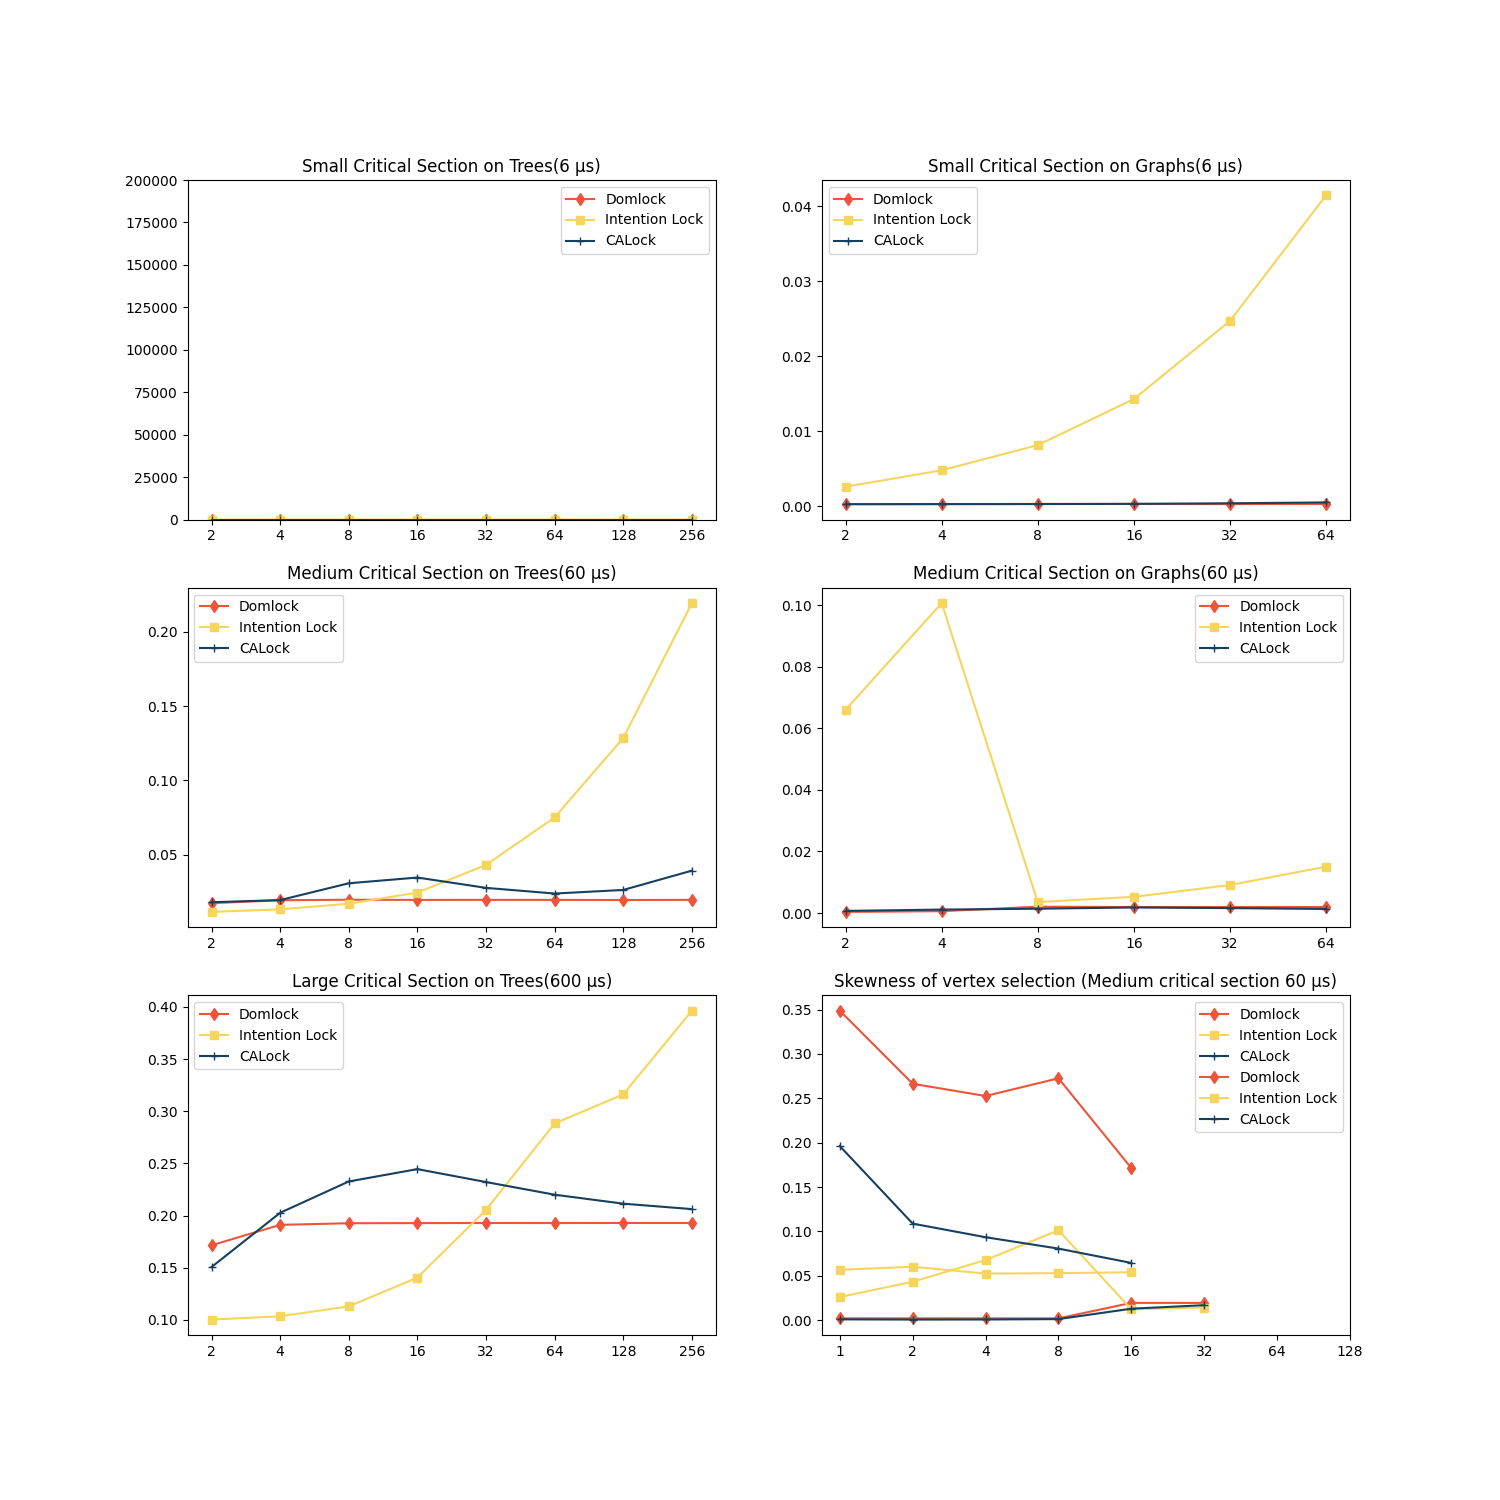 Small Critical Section on Trees(6 µs)
200000
175000
150000
125000
100000
75000
50000
25000
0
2 4 8 16 32 64 128 256
Domlock
Intention Lock
CALock
Small Critical Section on Graphs(6 µs)
0.04
0.03
0.02
0.01
0.00
2 4 8 16 32 64
Domlock
Intention Lock
CALock
Medium Critical Section on Trees(60 µs)
0.20
0.15
0.10
0.05
2 4 8 16 32 64 128 256
Domlock
Intention Lock
CALock
Medium Critical Section on Graphs(60 µs)
0.10
0.08
0.06
0.04
0.02
0.00
2 4 8 16 32 64
Domlock
Intention Lock
CALock
Large Critical Section on Trees(600 µs)
0.40
0.35
0.30
0.25
0.20
0.15
0.10
2 4 8 16 32 64 128 256
Domlock
Intention Lock
CALock
Skewness of vertex selection (Medium critical section 60 µs)
0.35
0.30
0.25
0.20
0.15
0.10
0.05
0.00
1 2 4 8 16 32 64 128
Domlock
Intention Lock
CALock
Domlock
Intention Lock
CALock